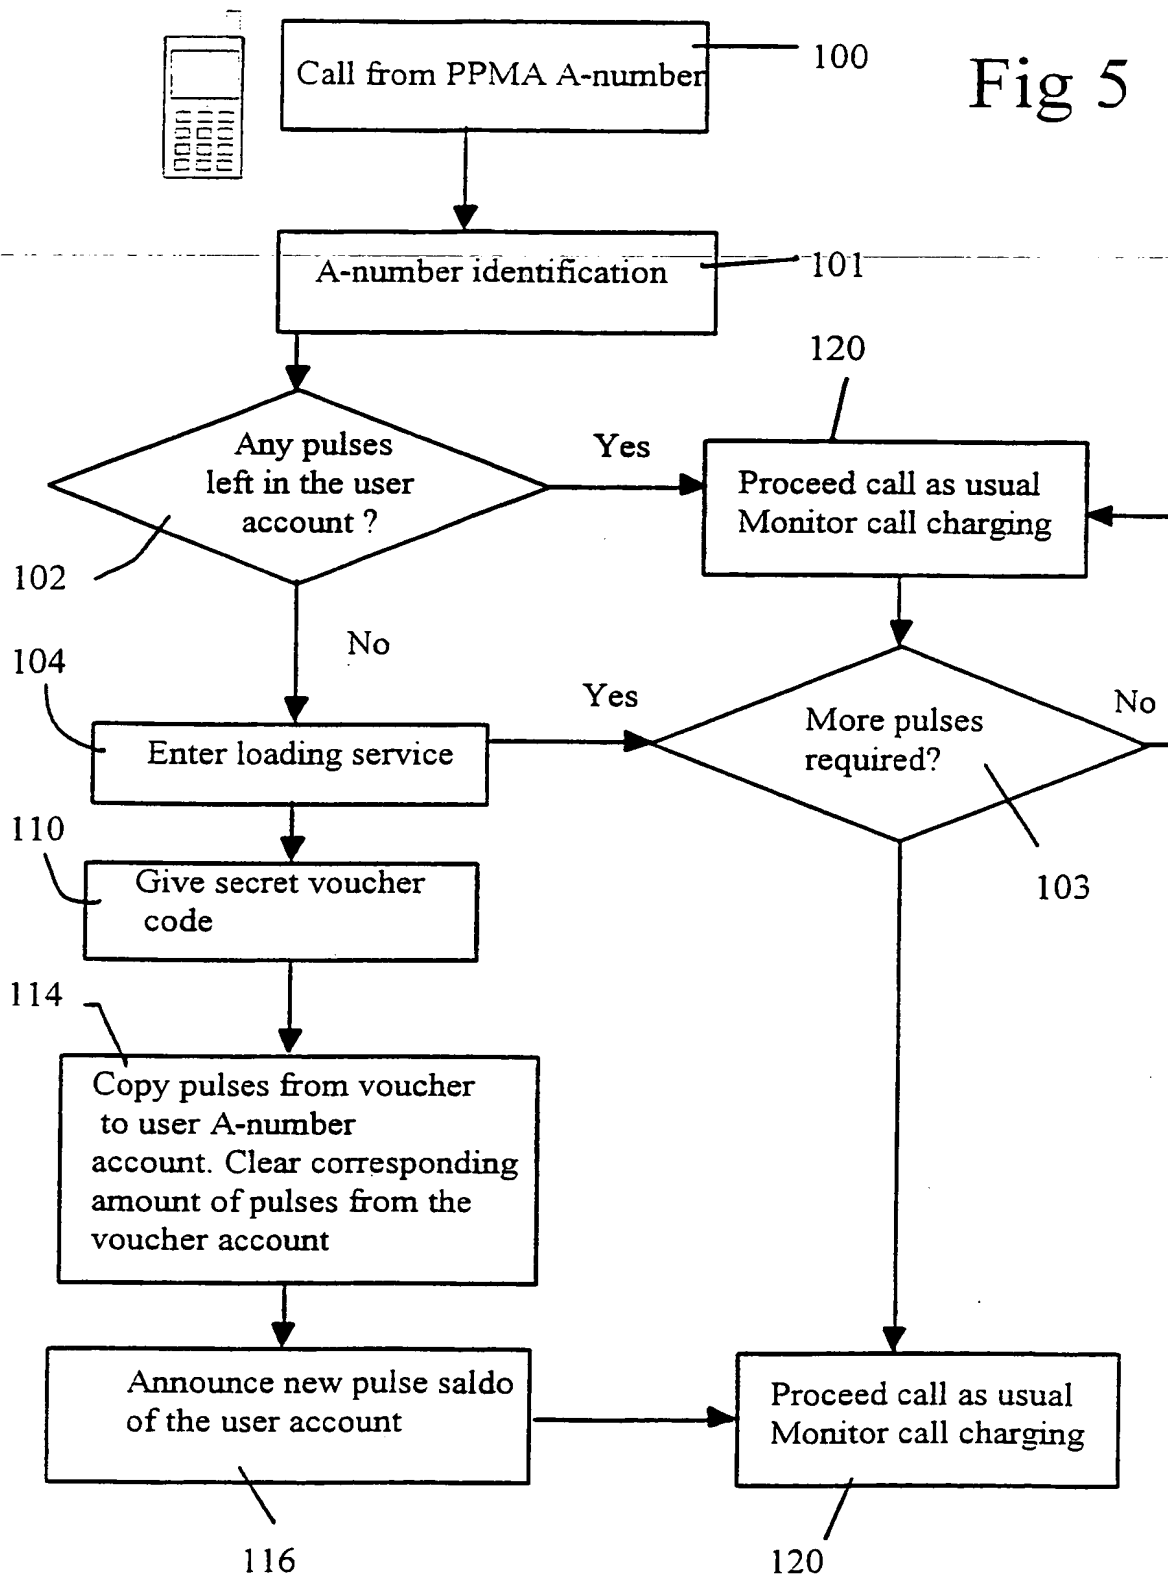 Fig 5
Call from PPMA A-number
100
A-number identification
101
120
Any pulses
left in the user
account ?
Yes
Proceed call as usual
Monitor call charging
102
No
104
Yes
No
Enter loading service
More pulses
required?
110
103
Give secret voucher
code
114
Copy pulses from voucher
to user A-number
account. Clear corresponding
amount of pulses from the
voucher account
Announce new pulse saldo
of the user account
Proceed call as usual
Monitor call charging
116
120